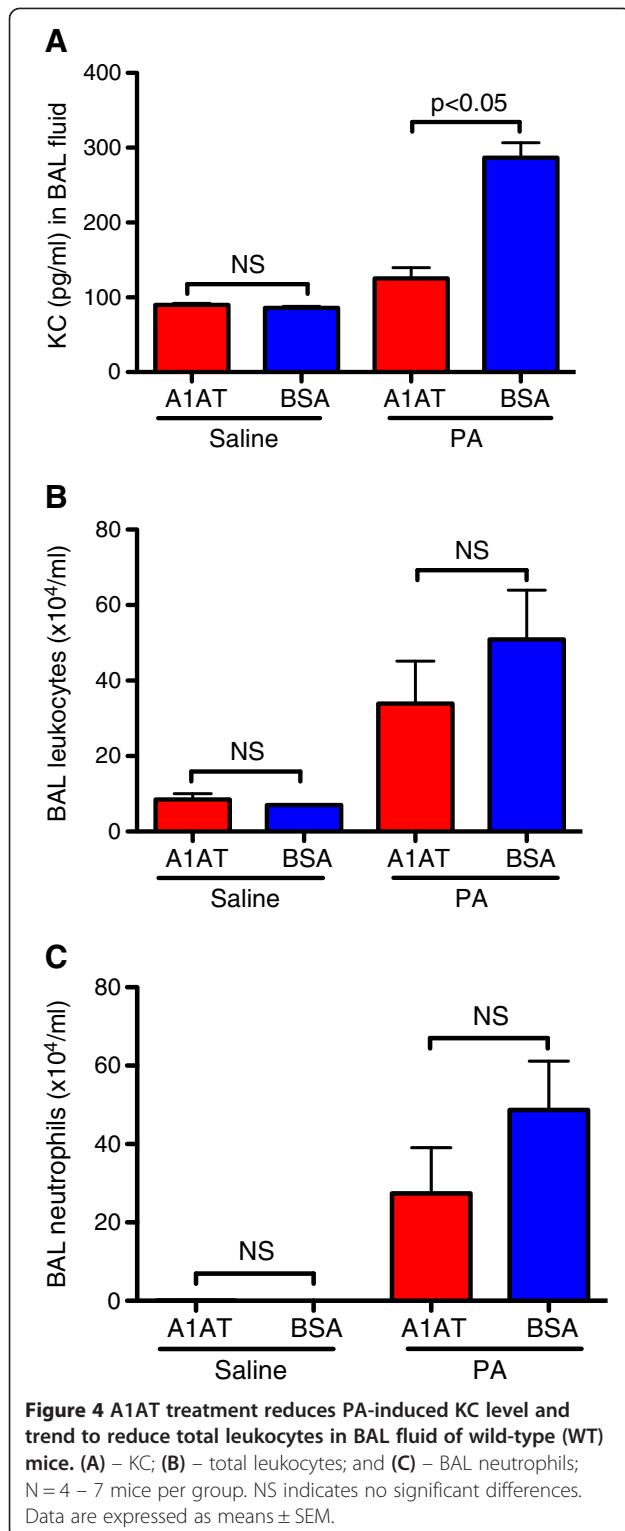 A
KC (pg/ml) in BAL fluid
400
300
200
100
0
NS
p<0.05
A1AT BSA A1AT BSA
Saline PA
B
BAL leukocytes (x10⁴/ml)
80
60
40
20
0
NS
NS
A1AT BSA A1AT BSA
Saline PA
C
BAL neutrophils (x10⁴/ml)
80
60
40
20
0
NS
NS
A1AT BSA A1AT BSA
Saline PA
Figure 4 A1AT treatment reduces PA-induced KC level and
trend to reduce total leukocytes in BAL fluid of wild-type (WT)
mice. (A) – KC; (B) – total leukocytes; and (C) – BAL neutrophils;
N = 4 – 7 mice per group. NS indicates no significant differences.
Data are expressed as means ± SEM.